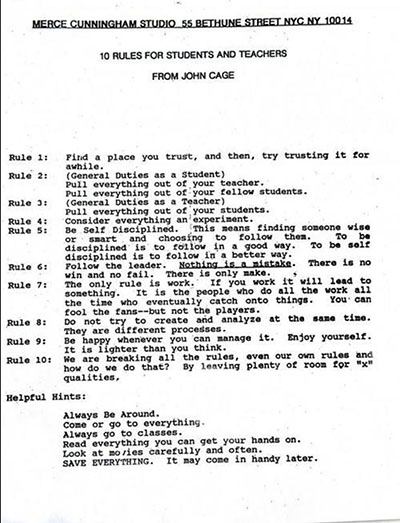 MERCE CUNNINGHAM STUDIO 55 BETHUNE STREET NYC NY 10014
10 RULES FOR STUDENTS AND TEACHERS
FROM JOHN CAGE
Rule 1: Find a place you trust, and then, try trusting it for
awhile.
Rule 2: (General Duties as a Student)
Pull everything out of your teacher.
Pull everything out of your fellow students.
Rule 3: (General Duties as a Teacher)
Pull everything out of your students.
Rule 4: Consider everything an experiment.
Rule 5: Be Self Disciplined. This means finding someone wise
or smart and choosing to follow them. To be
disciplined is to follow in a good way. To be self
disciplined is to follow in a better way.
Rule 6: Follow the leader. Nothing is a mistake. There is no
win and no fail. There is only make.
Rule 7: The only rule is work. If you work it will lead to
something. It is the people who do all the work all
the time who eventually catch onto things. You can
fool the fans--but not the players.
Rule 8: Do not try to create and analyze at the same time.
They are different processes.
Rule 9: Be happy whenever you can manage it. Enjoy yourself.
It is lighter than you think.
Rule 10: We are breaking all the rules, even our own rules and
how do we do that? By leaving plenty of room for "x"
qualities.
Helpful Hints:
Always Be Around.
Come or go to everything.
Always go to classes.
Read everything you can get your hands on.
Look at movies carefully and often.
SAVE EVERYTHING. It may come in handy later.